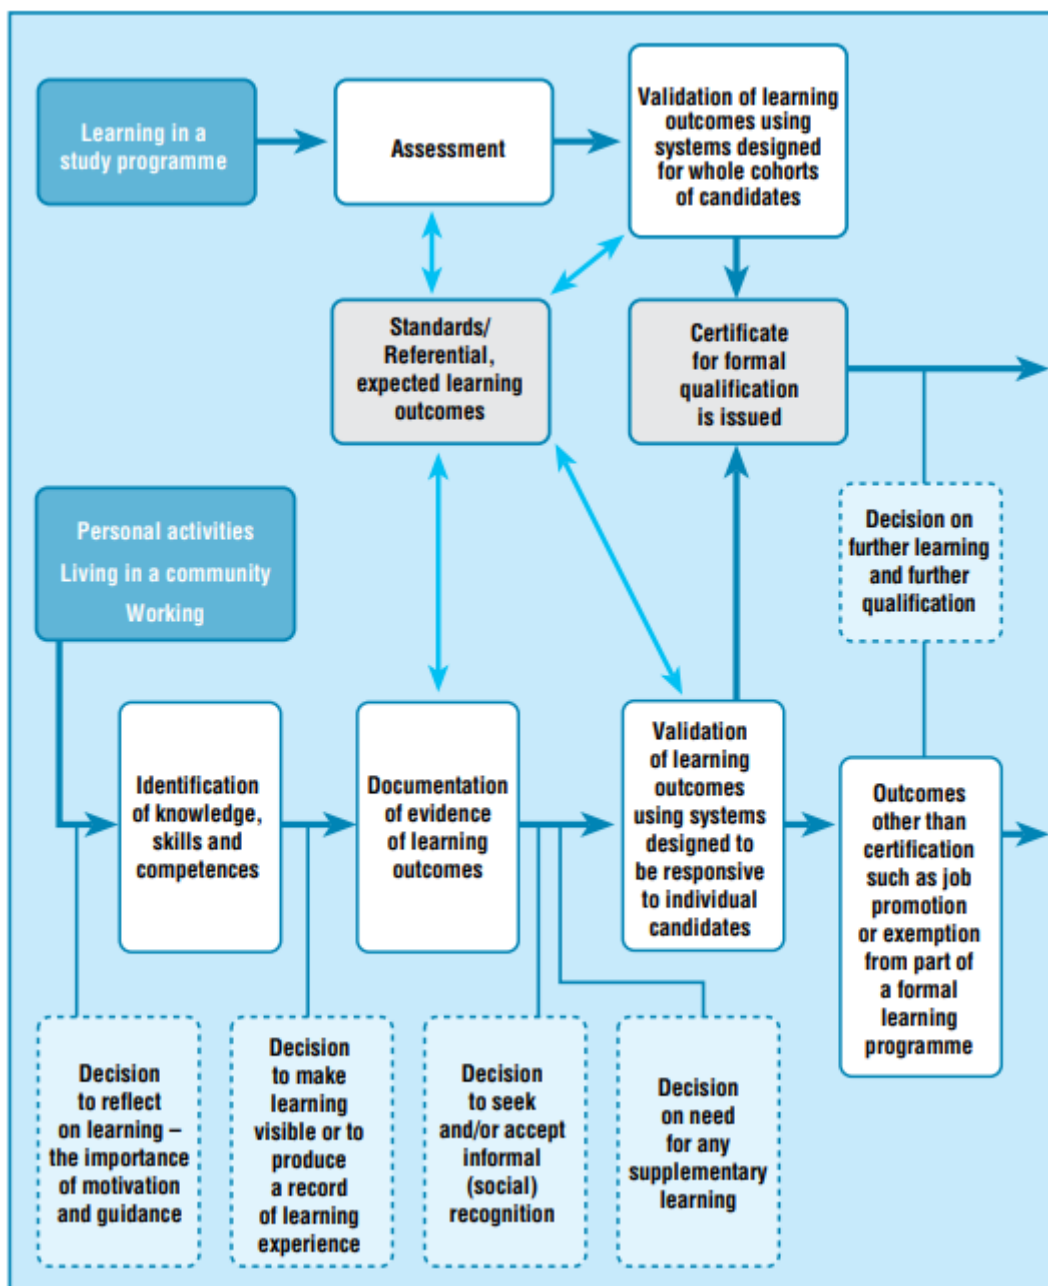 Learning in a
study programme
Assessment
Validation of learning
outcomes using
systems designed
for whole cohorts
of candidates
Standards/
Referential,
expected learning
outcomes
Certificate
for formal
qualification
is issued
Personal activities
Living in a community
Working
Decision on
further learning
and further
qualification
Identification
of knowledge,
skills and
competences
Documentation
of evidence
of learning
outcomes
Validation
of learning
outcomes
using systems
designed to
be responsive
to individual
candidates
Outcomes
other than
certification
such as job
promotion
or exemption
from part of
a formal
learning
programme
Decision
to reflect
on learning –
the importance
of motivation
and guidance
Decision
to make
learning
visible or to
produce
a record
of learning
experience
Decision
to seek
and/or accept
informal
(social)
recognition
Decision
on need
for any
supplementary
learning